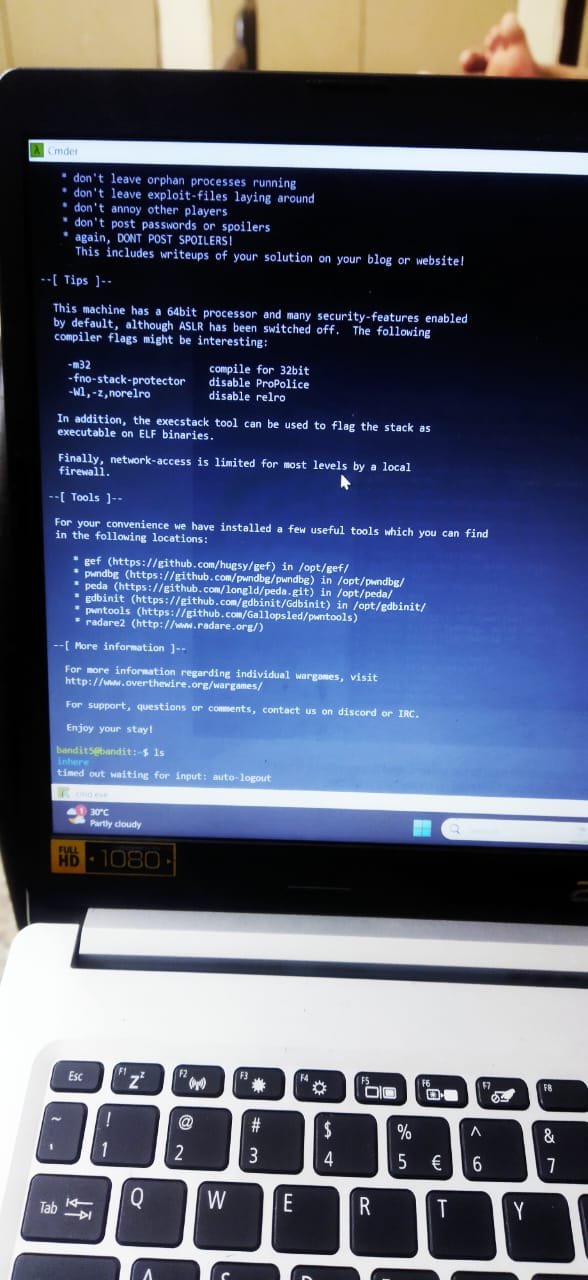 Cmder
* don't leave orphan processes running
* don't leave exploit-files laying around
* don't annoy other players
* don't post passwords or spoilers
* again, DONT POST SPOILERS!
This includes writeups of your solution on your blog or website!
--[ Tips ]--
This machine has a 64bit processor and many security-features enabled
by default, although ASLR has been switched off. The following
compiler flags might be interesting:
-m32 compile for 32bit
-fno-stack-protector disable ProPolice
-Wl,-z,norelro disable relro
In addition, the execstack tool can be used to flag the stack as
executable on ELF binaries.
Finally, network-access is limited for most levels by a local
firewall.
--[ Tools ]--
For your convenience we have installed a few useful tools which you can find
in the following locations:
* gef (https://github.com/hugsy/gef) in /opt/gef/
* pwndbg (https://github.com/pwndbg/pwndbg) in /opt/pwndbg/
* peda (https://github.com/longld/peda.git) in /opt/peda/
* gdbinit (https://github.com/gdbinit/Gdbinit) in /opt/gdbinit/
* pwntools (https://github.com/Gallopsled/pwntools)
* radare2 (http://www.radare.org/)
--[ More information ]--
For more information regarding individual wargames, visit
http://www.overthewire.org/wargames/
For support, questions or comments, contact us on discord or IRC.
Enjoy your stay!
bandit5@bandit:~$ ls
inhere
timed out waiting for input: auto-logout
cmd.exe
1
30°C
Partly cloudy
FULL HD 1080
Esc F1 Zz F2 F3 F4 F5 F6 F7 F8
~ ! @ # $ % ^ &
1 2 3 4 5 € 6 7
Tab Q W E R T Y